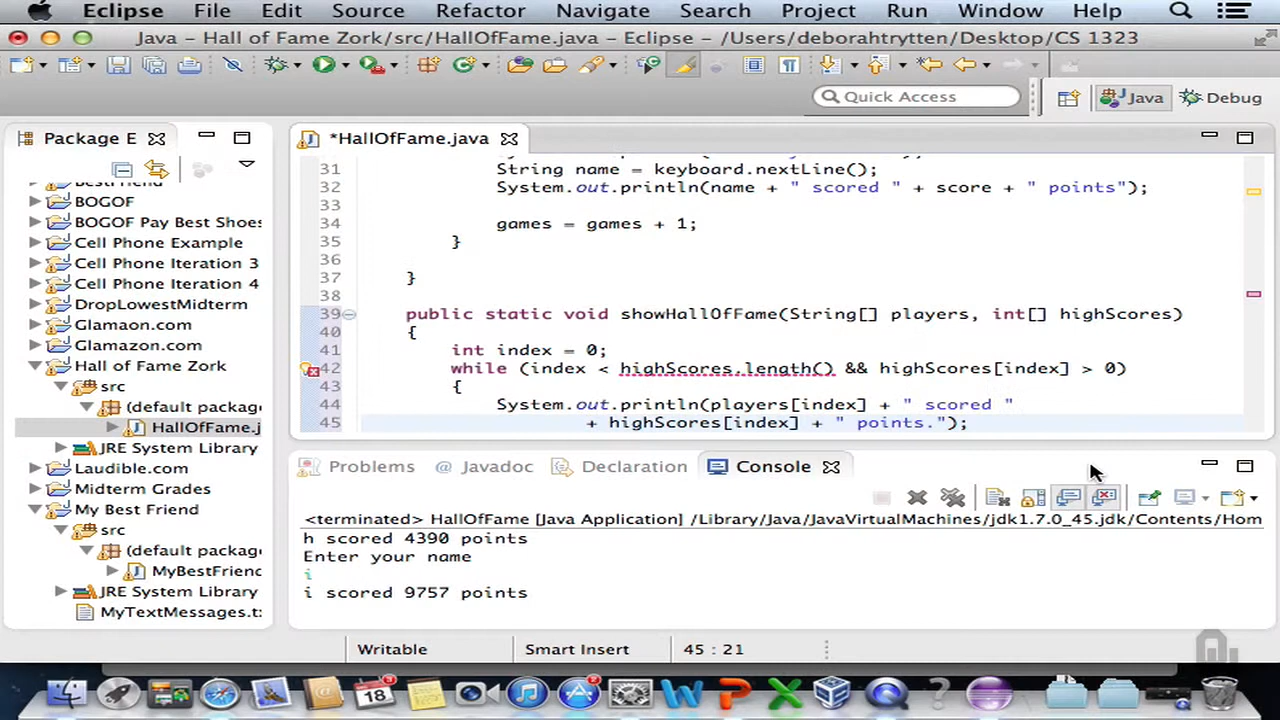 Eclipse File Edit Source Refactor Navigate Search Project Run Window Help
Java – Hall of Fame Zork/src/HallOfFame.java – Eclipse – /Users/deborahtrytten/Desktop/CS 1323
Quick Access
Java
Debug
Package E
*HallOfFame.java
BestFriend
BOGOF
BOGOF Pay Best Shoe:
Cell Phone Example
Cell Phone Iteration 3
Cell Phone Iteration 4
DropLowestMidterm
Glamaon.com
Glamazon.com
Hall of Fame Zork
src
(default package
HallOfFame.j
JRE System Library
Laudible.com
Midterm Grades
My Best Friend
src
(default package
MyBestFrienc
JRE System Library
MyTextMessages.t
31 String name = keyboard.nextLine();
32 System.out.println(name + " scored " + score + " points");
33
34 games = games + 1;
35 }
36
37 }
38
39 public static void showHallOfFame(String[] players, int[] highScores)
40 {
41 int index = 0;
42 while (index < highScores.length() && highScores[index] > 0)
43 {
44 System.out.println(players[index] + " scored "
45 + highScores[index] + " points.");
Problems @ Javadoc Declaration Console
<terminated> HallOfFame [Java Application] /Library/Java/JavaVirtualMachines/jdk1.7.0_45.jdk/Contents/Hom
h scored 4390 points
Enter your name
i
i scored 9757 points
Writable
Smart Insert
45 : 21
18